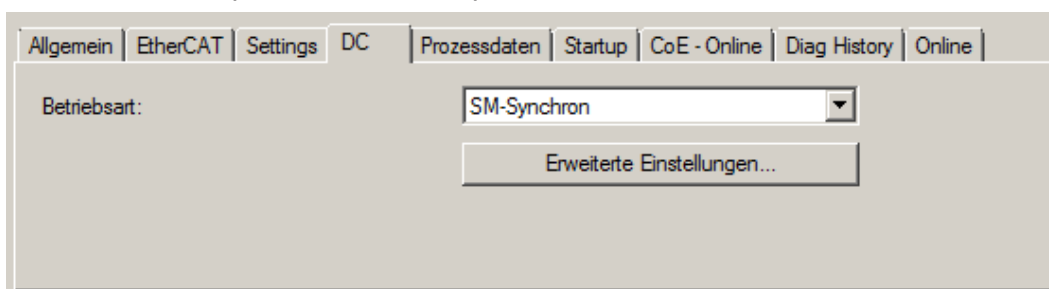 Allgemein EtherCAT Settings DC Prozessdaten Startup CoE - Online Diag History Online
Betriebsart: SM-Synchron
Erweiterte Einstellungen...